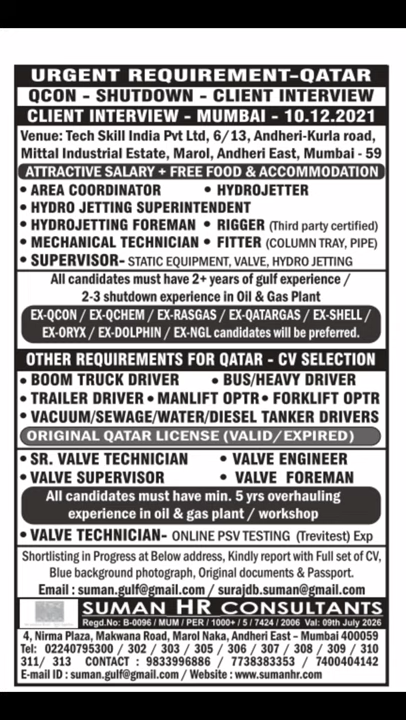 URGENT REQUIREMENT-QATAR
QCON - SHUTDOWN - CLIENT INTERVIEW
CLIENT INTERVIEW - MUMBAI - 10.12.2021
Venue: Tech Skill India Pvt Ltd, 6/13, Andheri-Kurla road,
Mittal Industrial Estate, Marol, Andheri East, Mumbai - 59
ATTRACTIVE SALARY + FREE FOOD & ACCOMMODATION
• AREA COORDINATOR • HYDROJETTER
• HYDRO JETTING SUPERINTENDENT
• HYDROJETTING FOREMAN • RIGGER (Third party certified)
• MECHANICAL TECHNICIAN • FITTER (COLUMN TRAY, PIPE)
• SUPERVISOR- STATIC EQUIPMENT, VALVE, HYDRO JETTING
All candidates must have 2+ years of gulf experience /
2-3 shutdown experience in Oil & Gas Plant
EX-QCON / EX-QCHEM / EX-RASGAS / EX-QATARGAS / EX-SHELL /
EX-ORYX / EX-DOLPHIN / EX-NGL candidates will be preferred.
OTHER REQUIREMENTS FOR QATAR - CV SELECTION
• BOOM TRUCK DRIVER • BUS/HEAVY DRIVER
• TRAILER DRIVER • MANLIFT OPTR • FORKLIFT OPTR
• VACUUM/SEWAGE/WATER/DIESEL TANKER DRIVERS
ORIGINAL QATAR LICENSE (VALID/EXPIRED)
• SR. VALVE TECHNICIAN • VALVE ENGINEER
• VALVE SUPERVISOR • VALVE FOREMAN
All candidates must have min. 5 yrs overhauling
experience in oil & gas plant / workshop
• VALVE TECHNICIAN- ONLINE PSV TESTING (Trevitest) Exp
Shortlisting in Progress at Below address, Kindly report with Full set of CV,
Blue background photograph, Original documents & Passport.
Email : suman.gulf@gmail.com / surajdb.suman@gmail.com
SUMAN HR CONSULTANTS
Regd.No: B-0096 / MUM / PER / 1000+ / 5 / 7424 / 2006 Val: 09th July 2026
4, Nirma Plaza, Makwana Road, Marol Naka, Andheri East – Mumbai 400059
Tel: 02240795300 / 302 / 303 / 305 / 306 / 307 / 308 / 309 / 310
311/ 313 CONTACT : 9833996886 / 7738383353 / 7400404142
E-mail ID : suman.gulf@gmail.com / Website : www.sumanhr.com